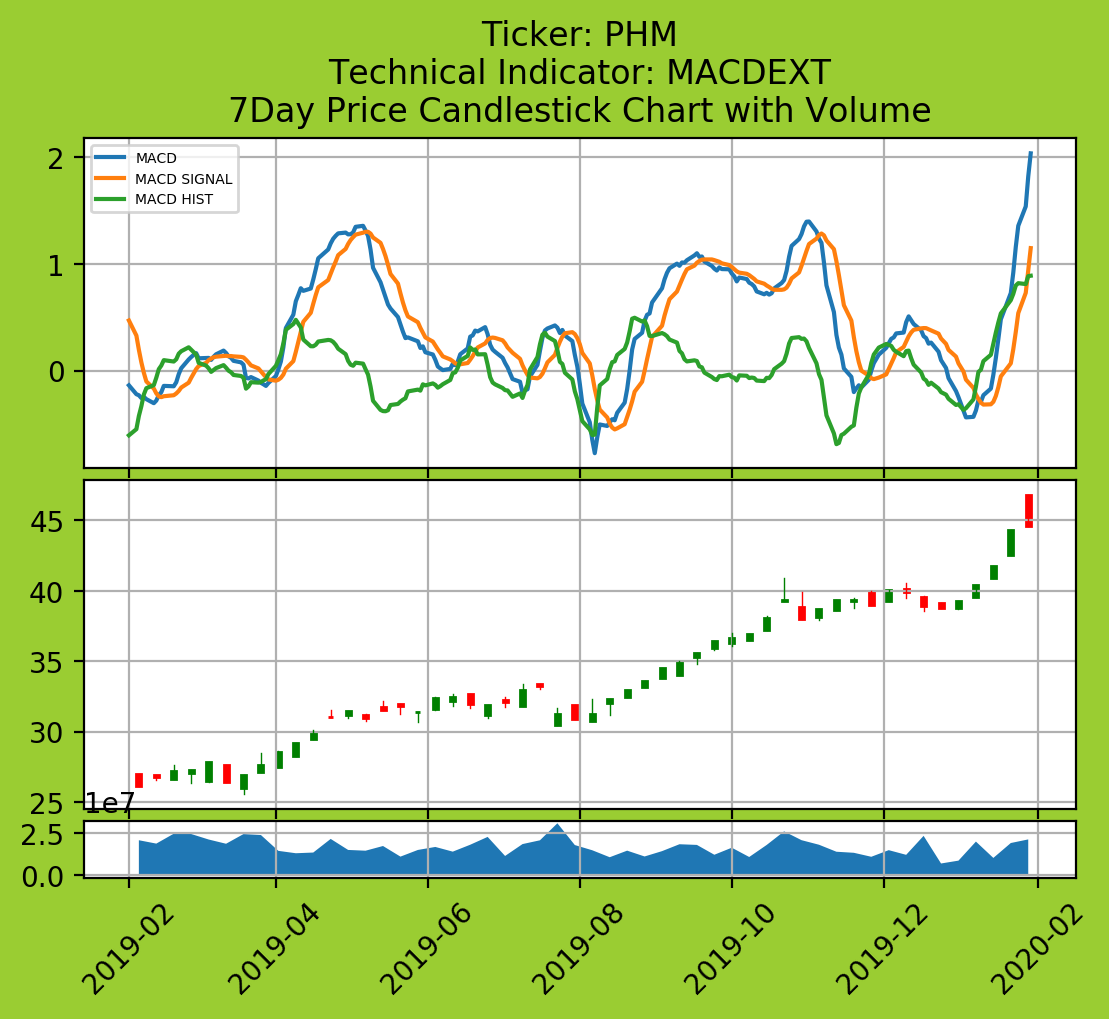 Ticker: PHM
Technical Indicator: MACDEXT
7Day Price Candlestick Chart with Volume
MACD
MACD SIGNAL
MACD HIST
2
1
0
45
40
35
30
25
1e7
2.5
0.0
2019-02
2019-04
2019-06
2019-08
2019-10
2019-12
2020-02